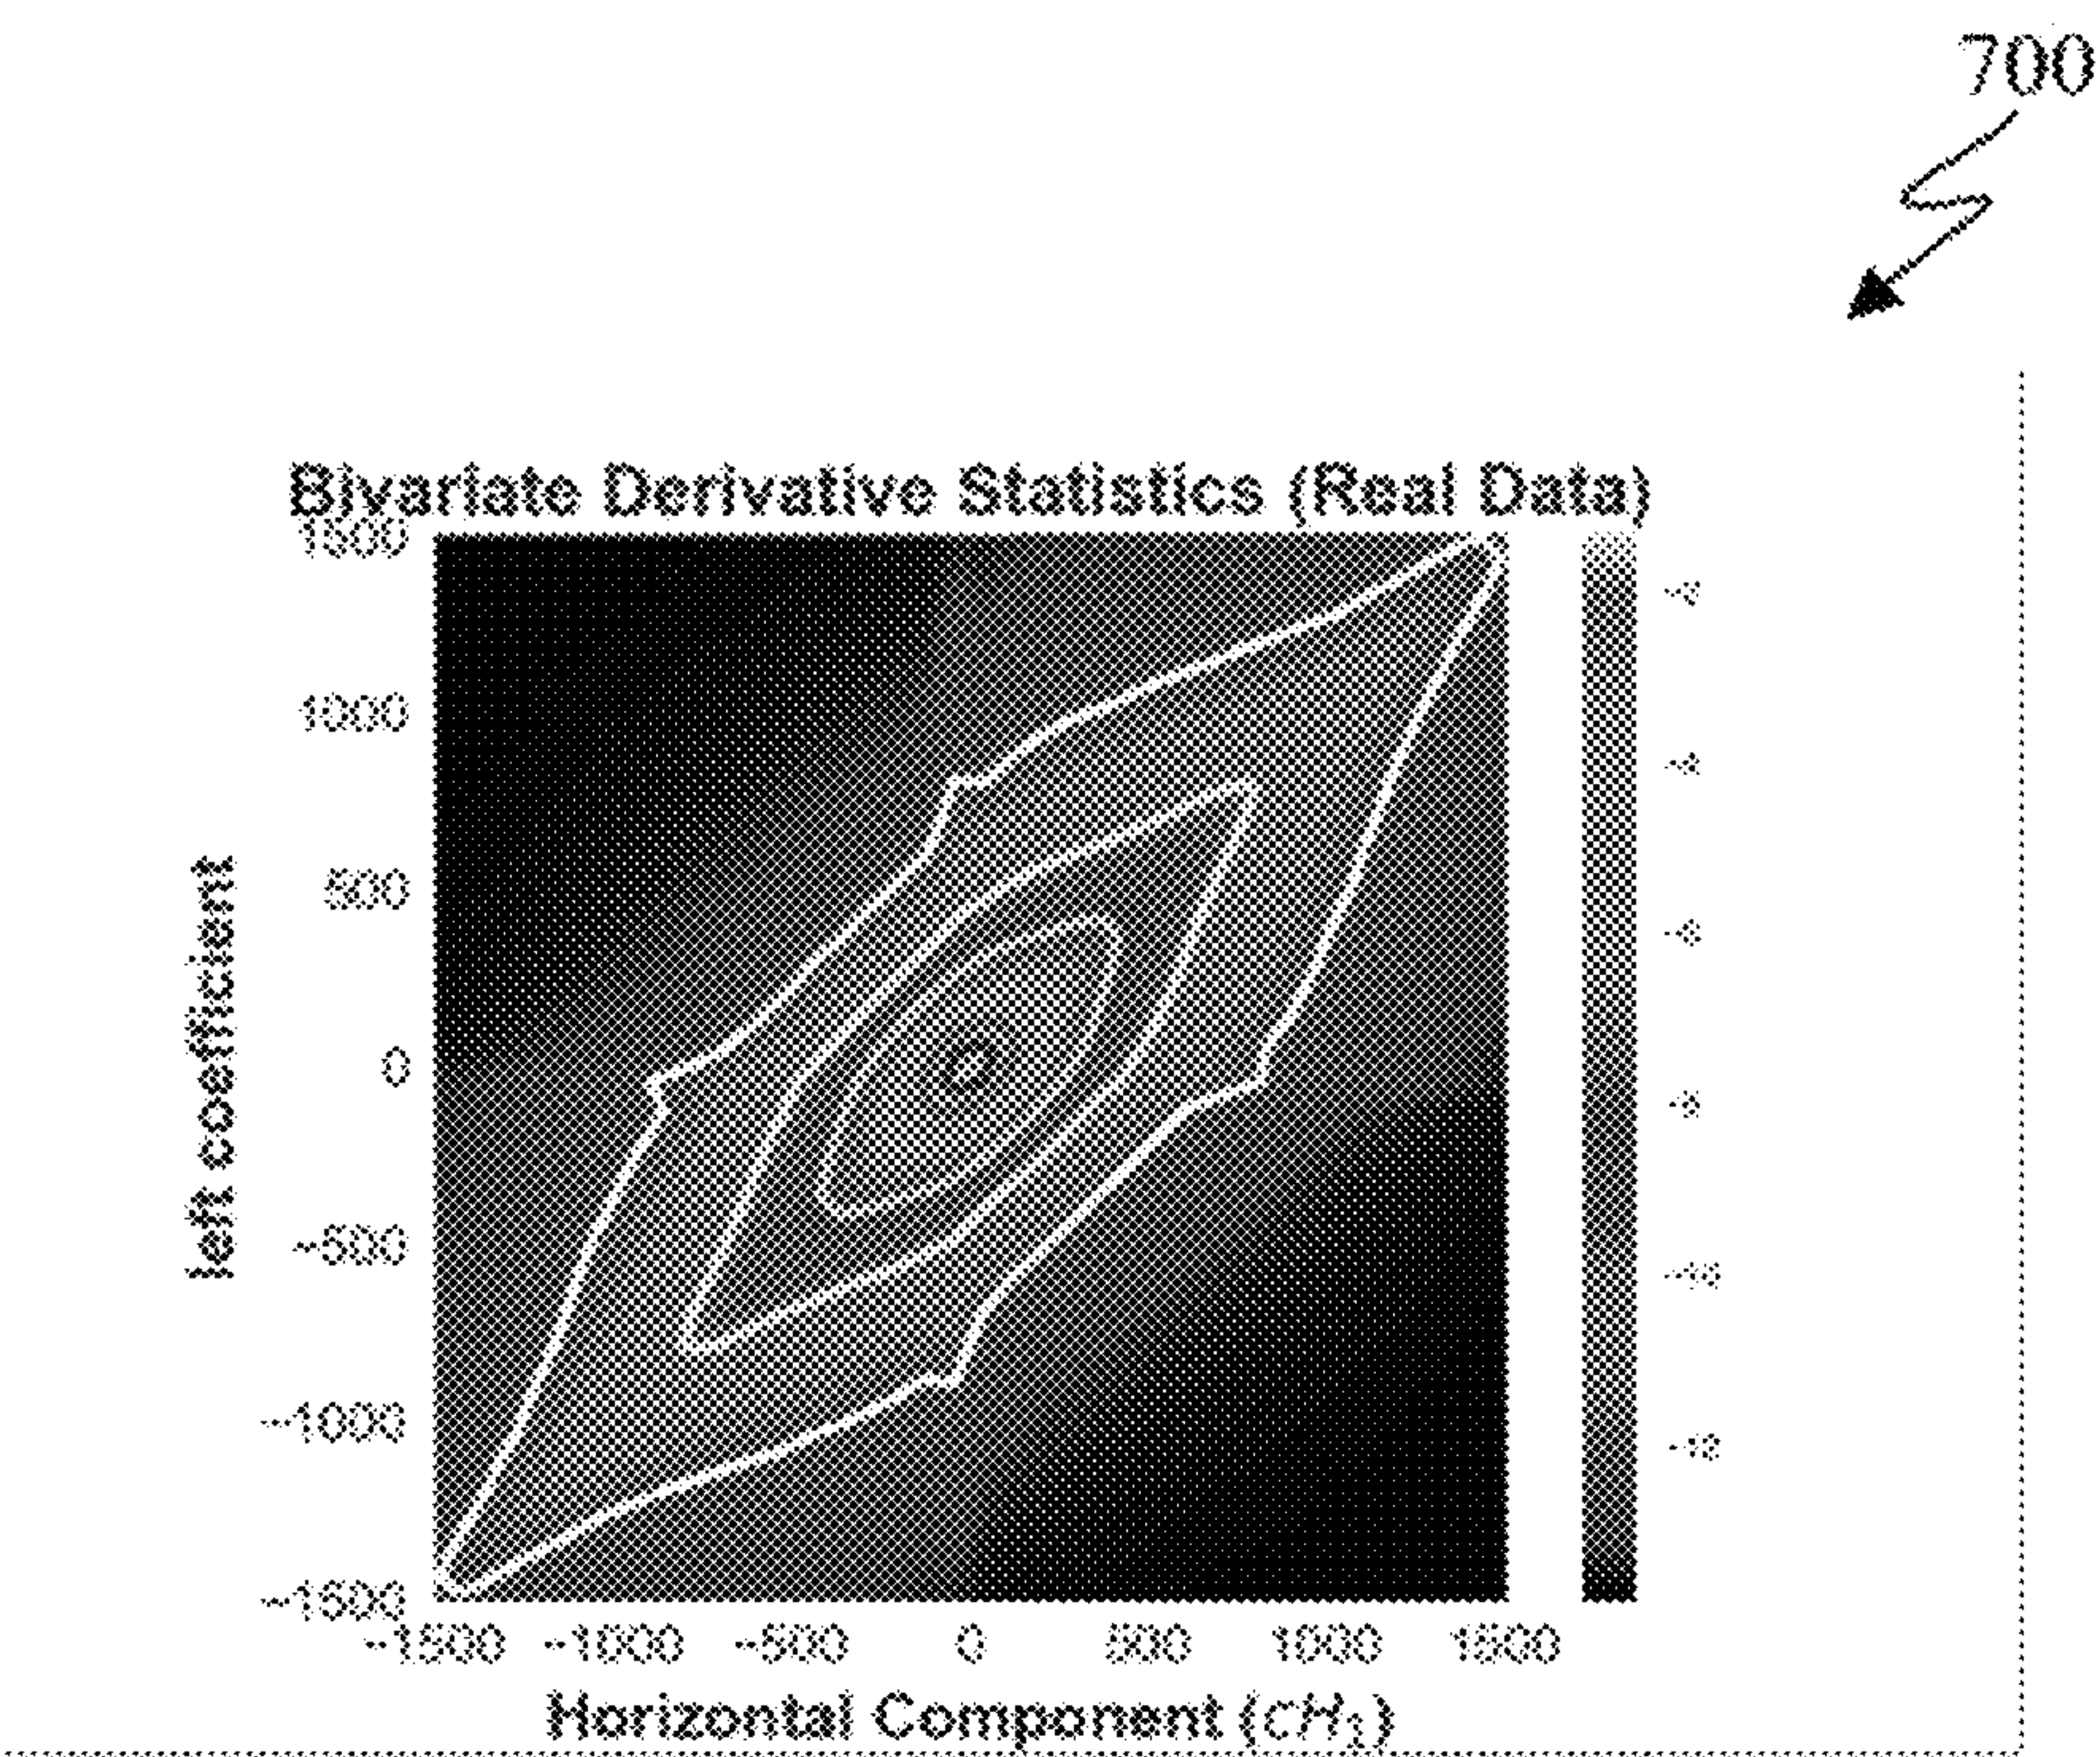 700
Bivariate Derivative Statistics (Real Data)
1500
1000
500
0
-500
-1000
-1500
left coefficient
-1500 -1000 -500 0 500 1000 1500
Horizontal Component (cH₁)